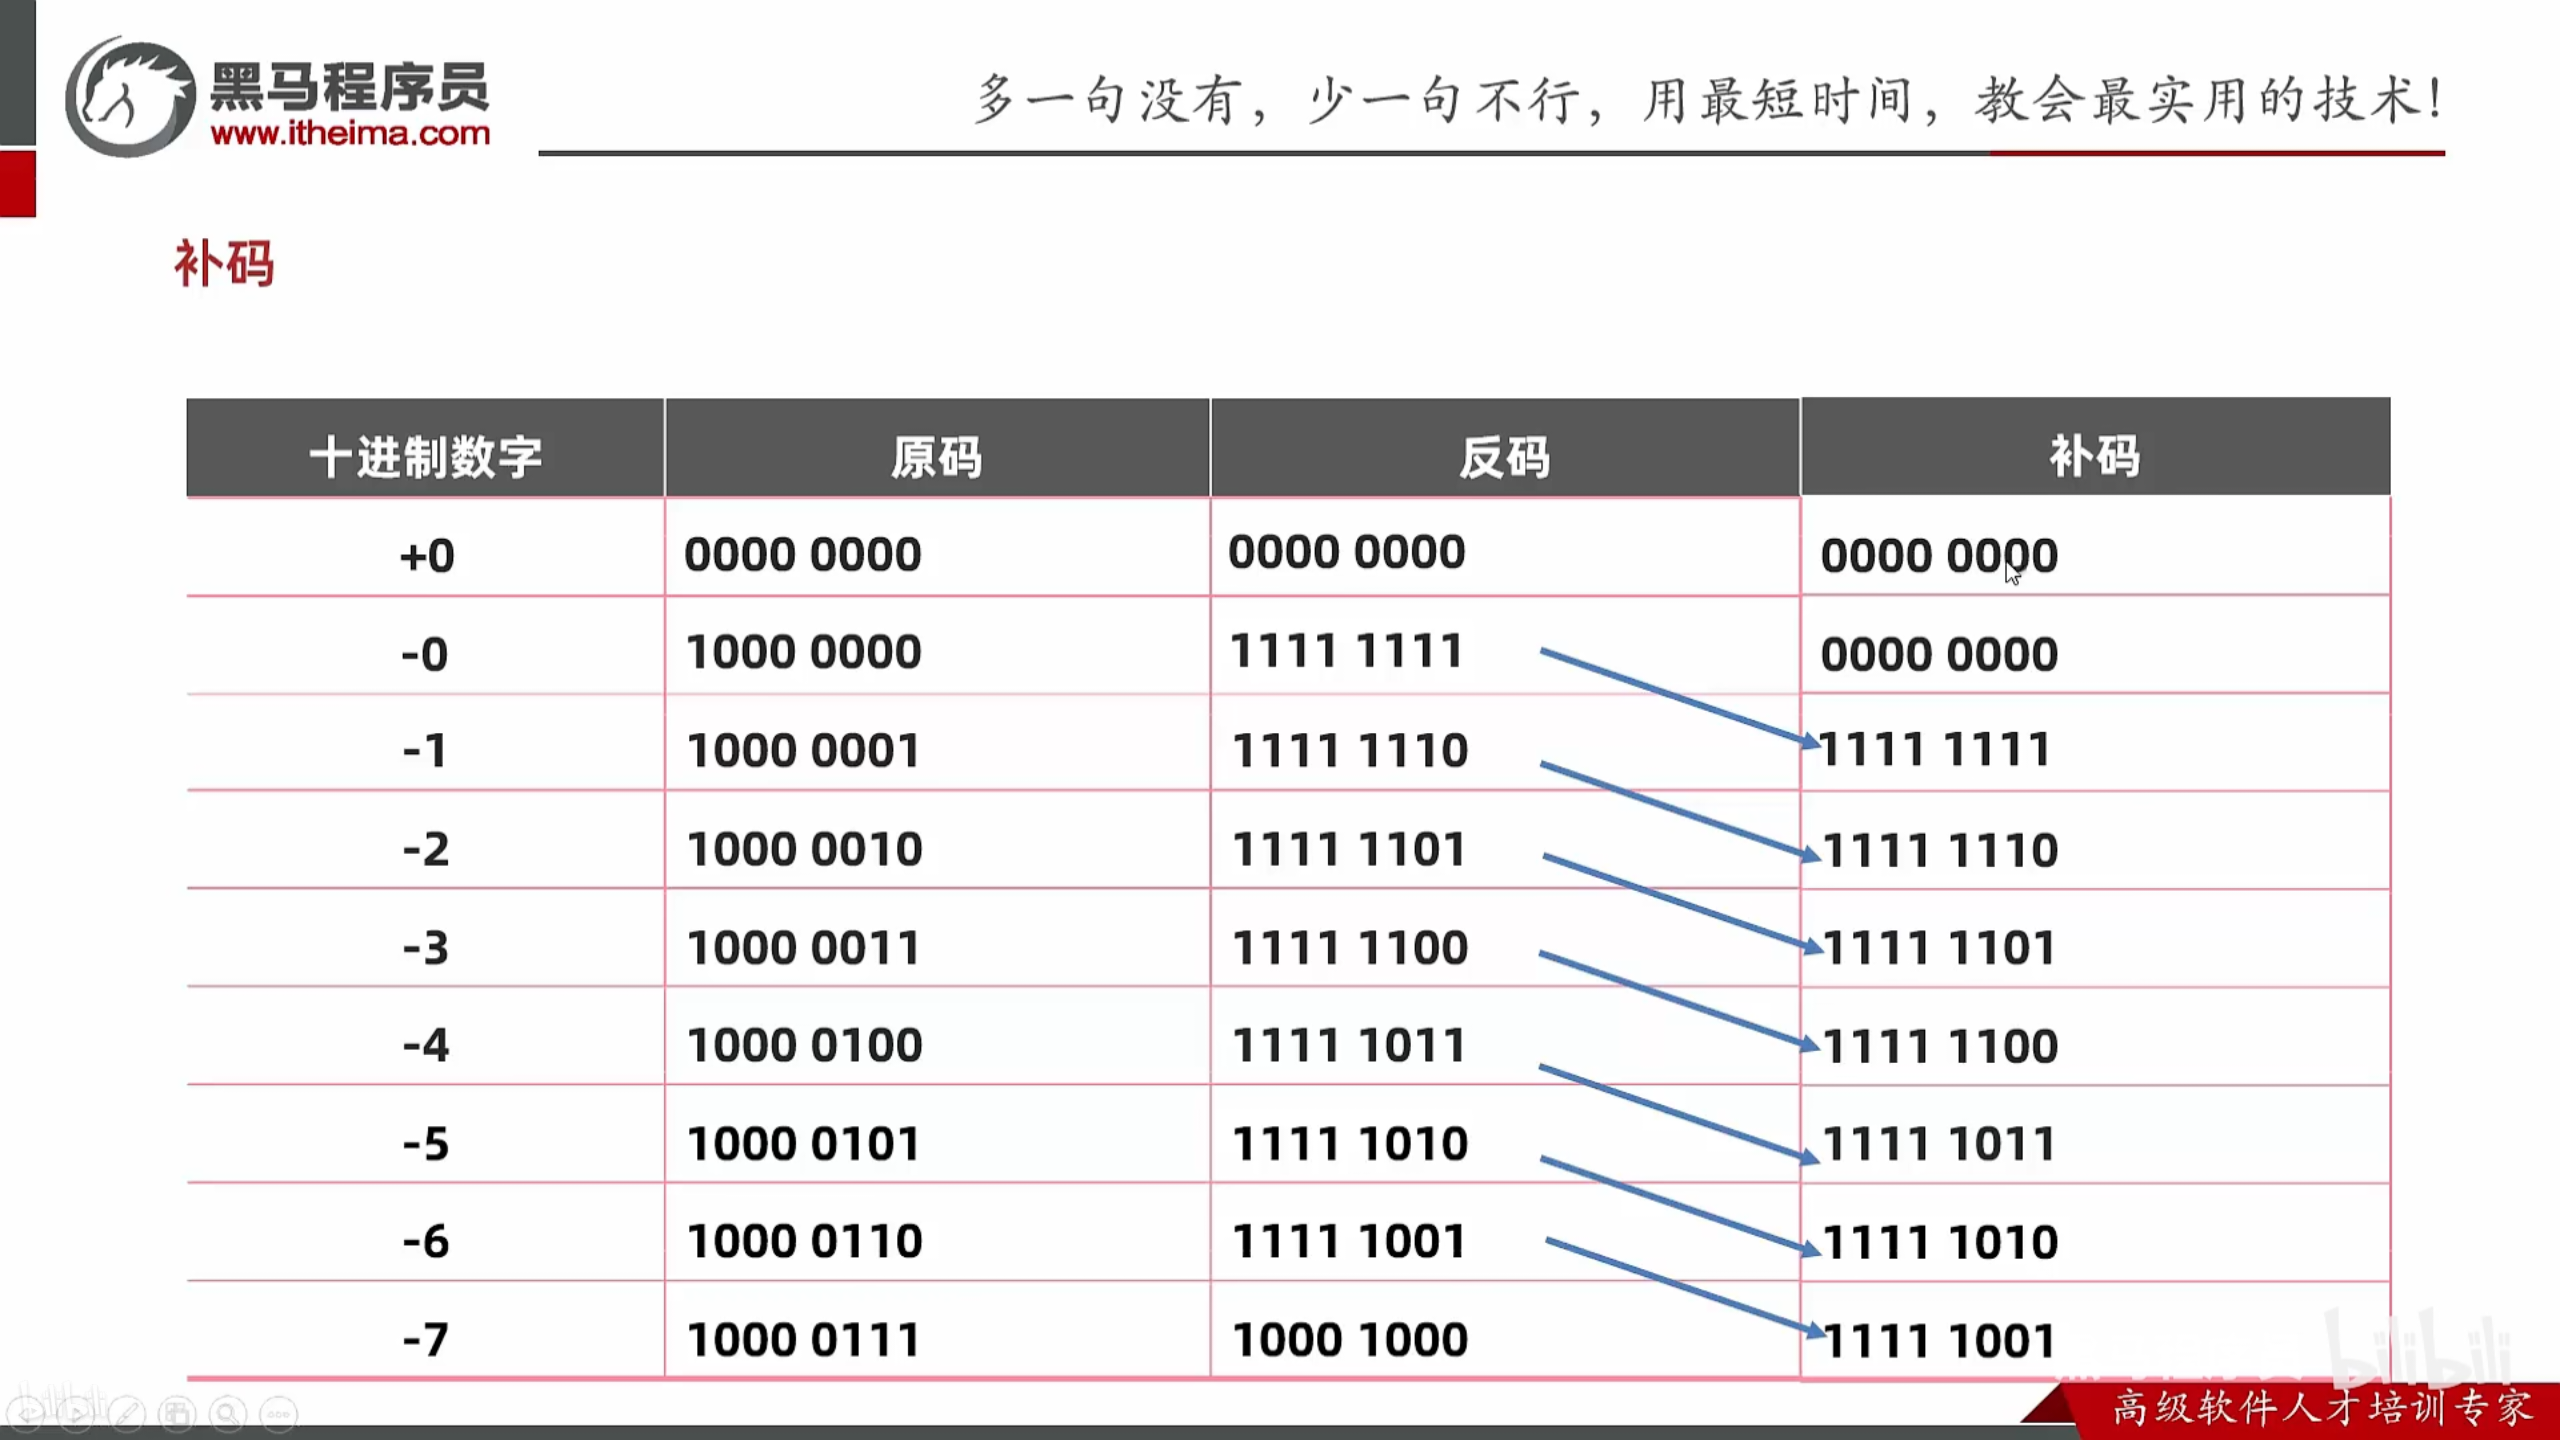 黑马程序员
www.itheima.com
多一句没有，少一句不行，用最短时间，教会最实用的技术！
补码
十进制数字 原码 反码 补码
+0 0000 0000 0000 0000 0000 0000
-0 1000 0000 1111 1111 0000 0000
-1 1000 0001 1111 1110 1111 1111
-2 1000 0010 1111 1101 1111 1110
-3 1000 0011 1111 1100 1111 1101
-4 1000 0100 1111 1011 1111 1100
-5 1000 0101 1111 1010 1111 1011
-6 1000 0110 1111 1001 1111 1010
-7 1000 0111 1000 1000 1111 1001
bilibili
高级软件人才培训专家